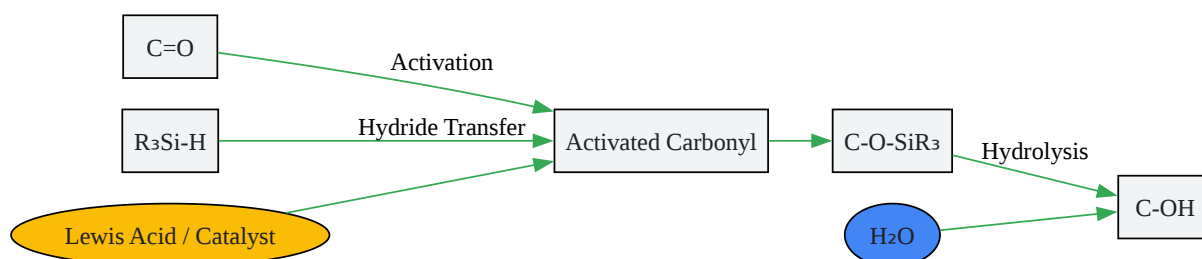 C=O
Activation
R₃Si-H
Hydride Transfer
Activated Carbonyl
C-O-SiR₃
Hydrolysis
C-OH
Lewis Acid / Catalyst
H₂O